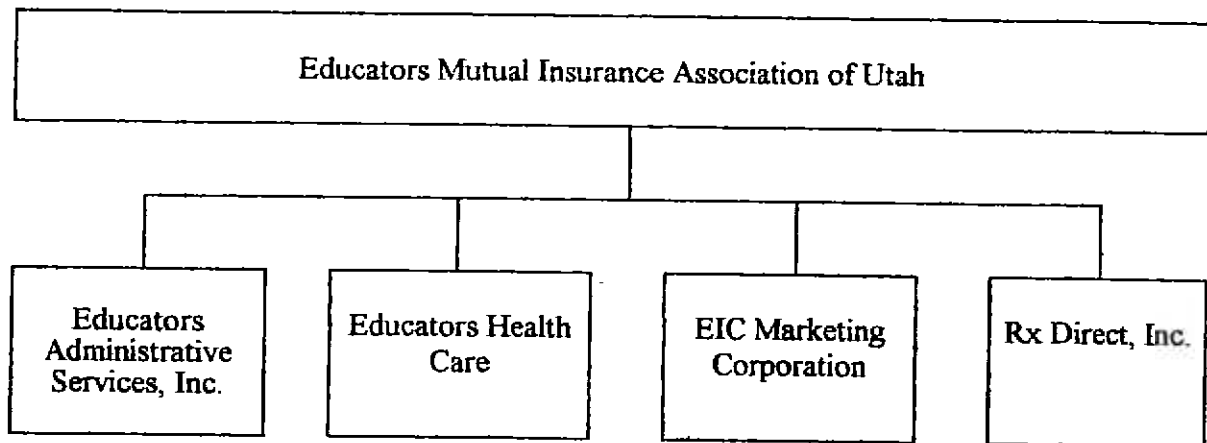 Educators Mutual Insurance Association of Utah
Educators
Administrative
Services, Inc.
Educators Health
Care
EIC Marketing
Corporation
Rx Direct, Inc.